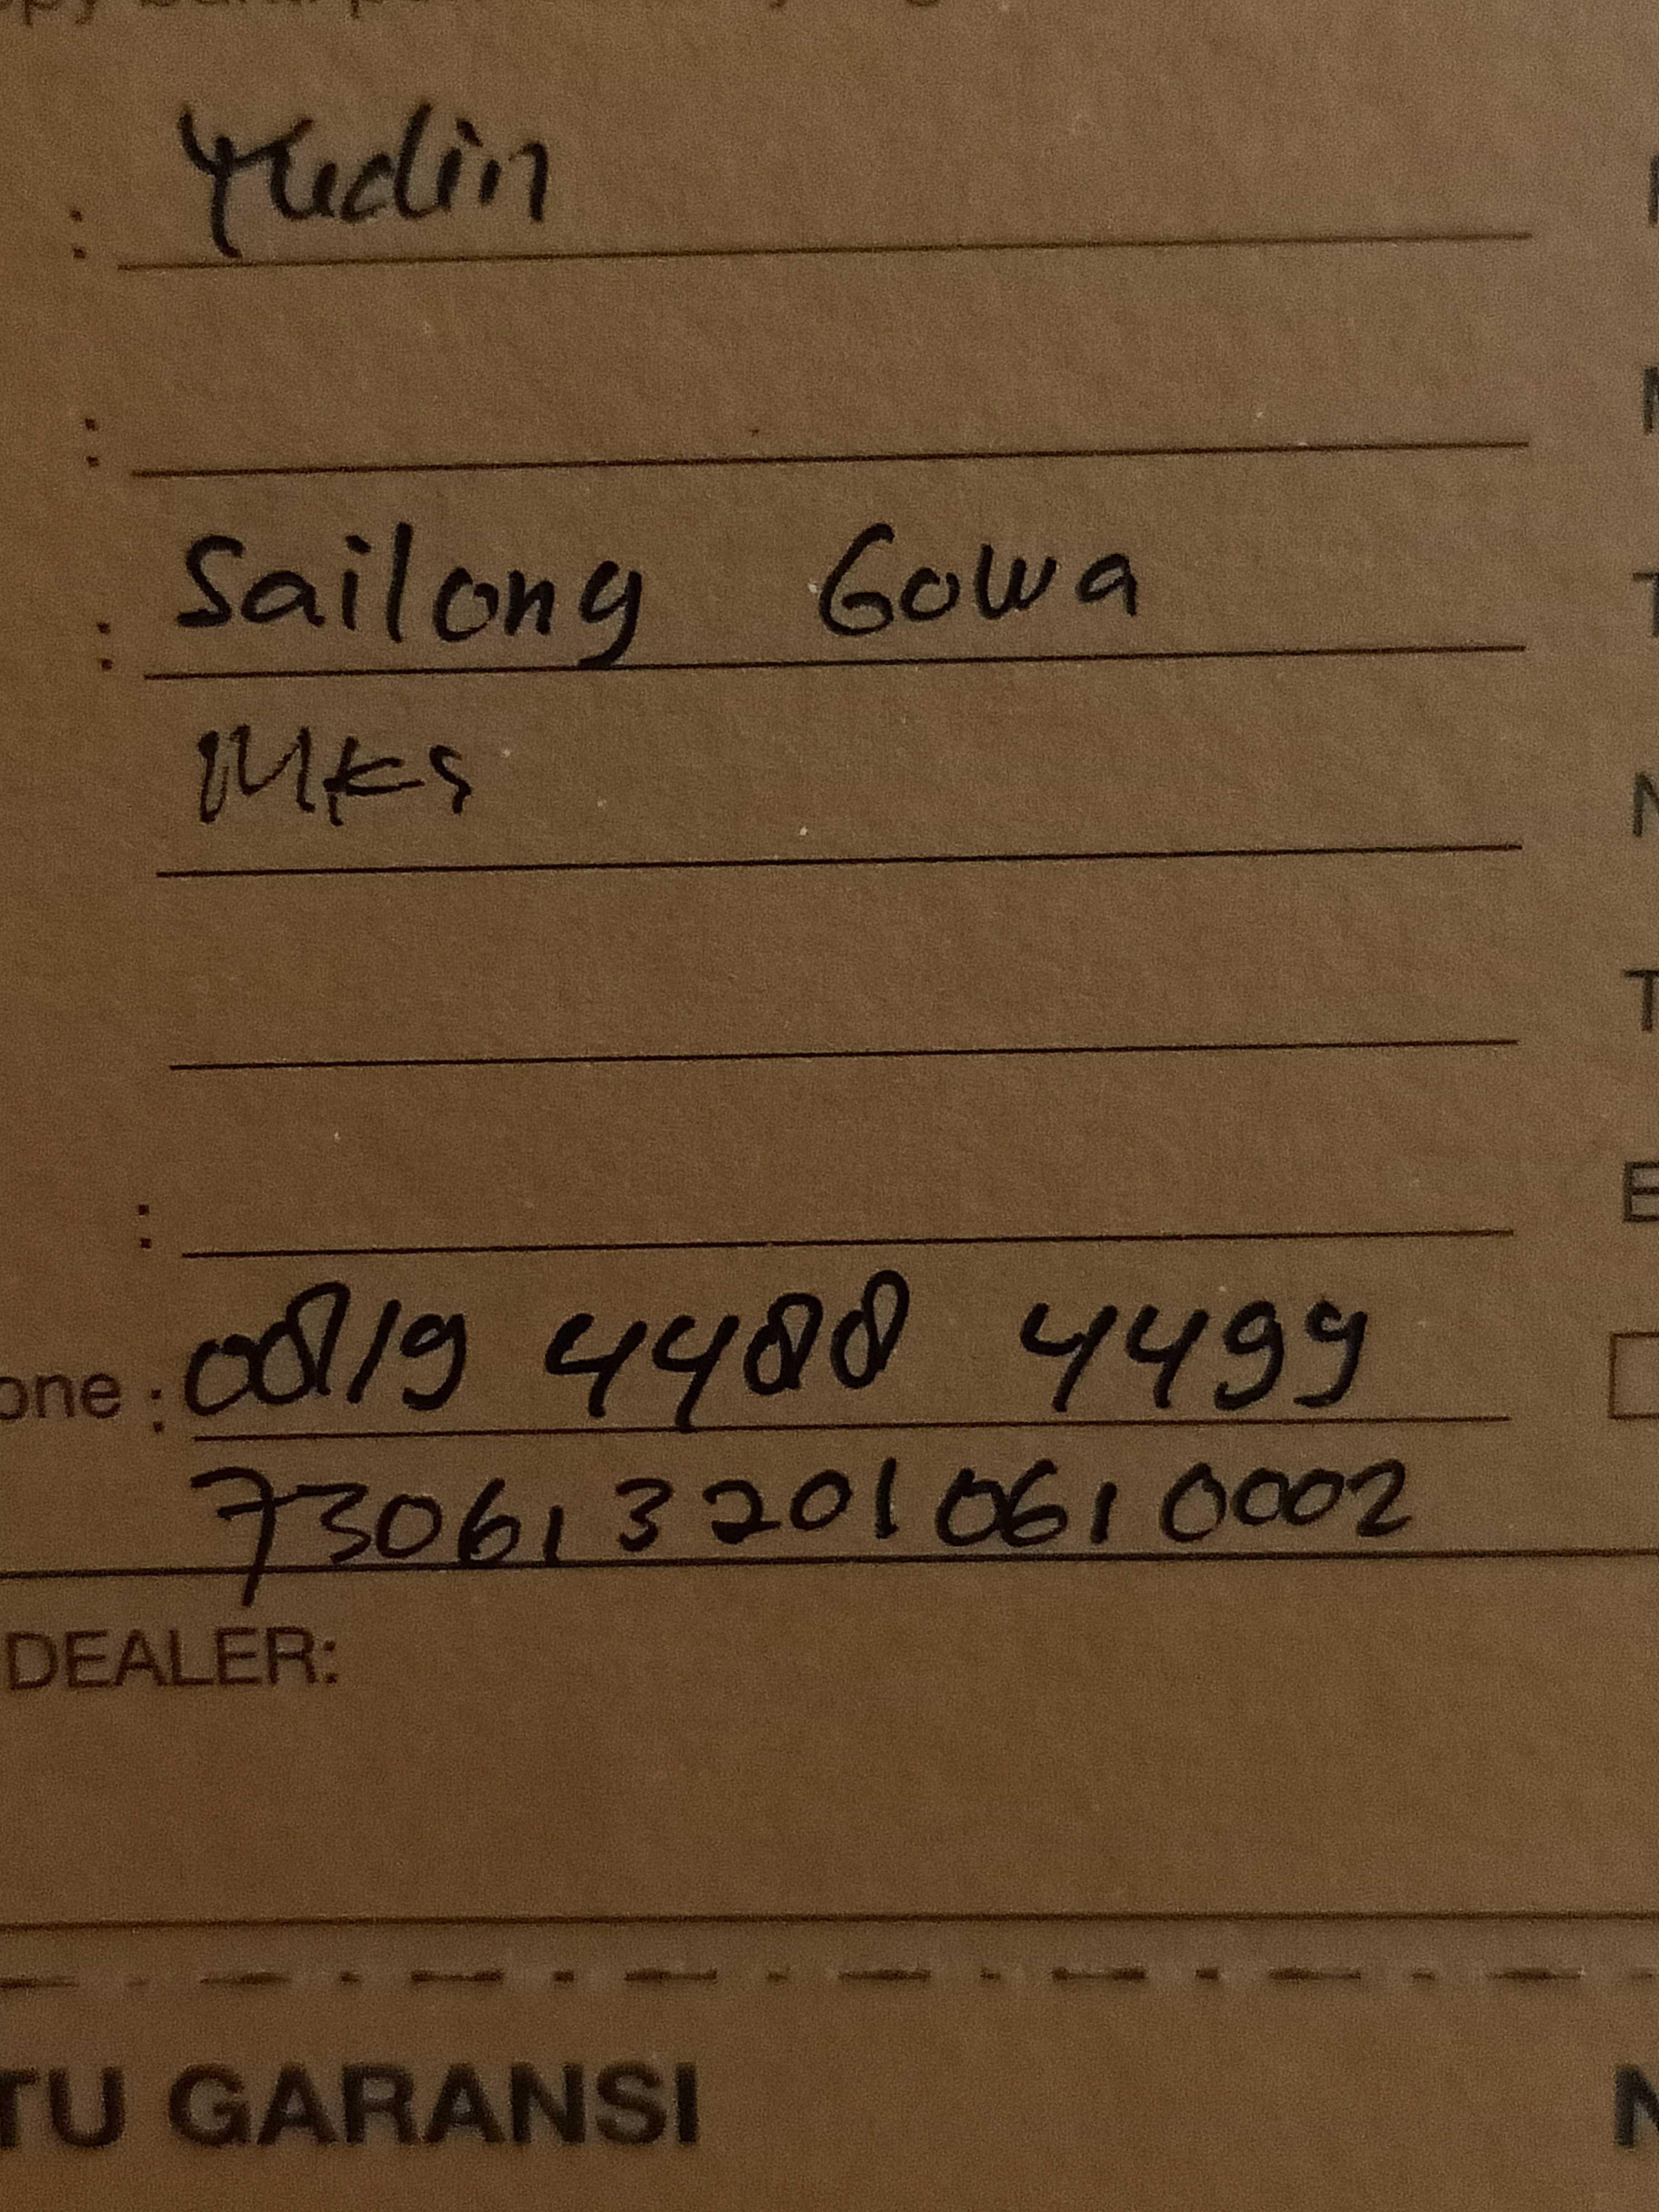 : Yudin
:
: Sailong Gowa
Mks
:
one : 0819 4488 4499
7306132010610002
DEALER:
TU GARANSI